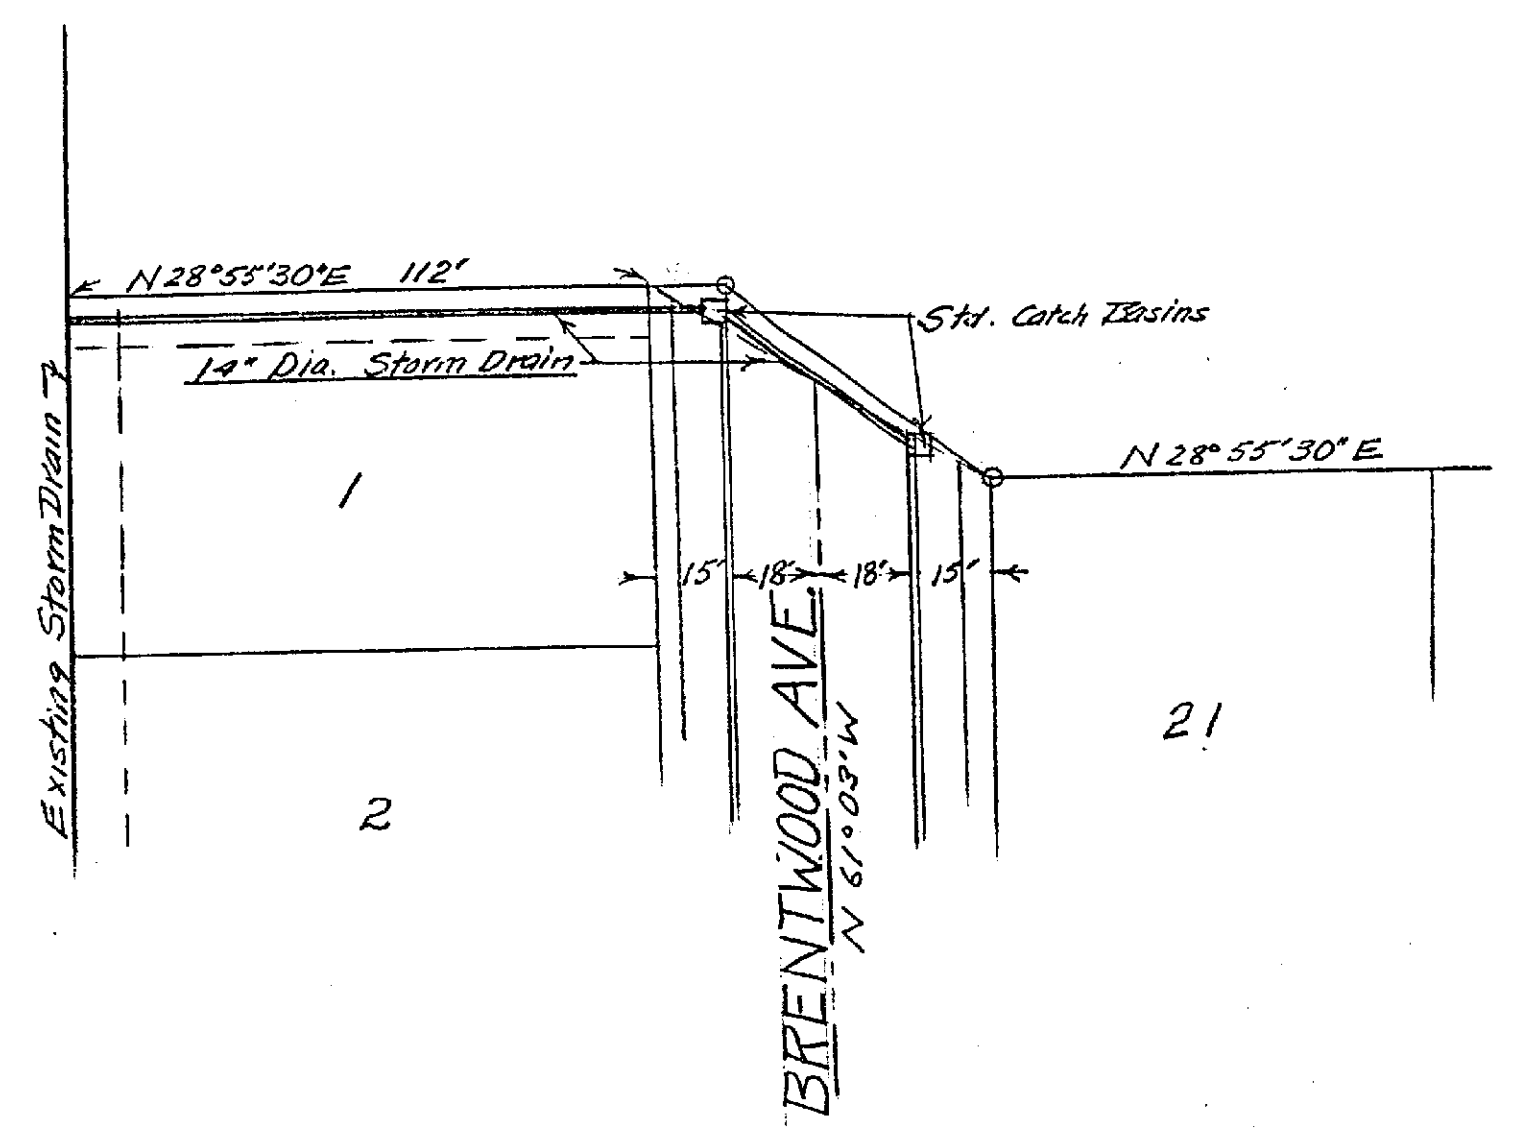 N 28° 55' 30" E 112'
Std. Catch Basins
14" Dia. Storm Drain
N 28° 55' 30" E
Existing Storm Drain
1
15'
18'
18'
15'
BRENTWOOD AVE.
N 61° 03' W
2
21